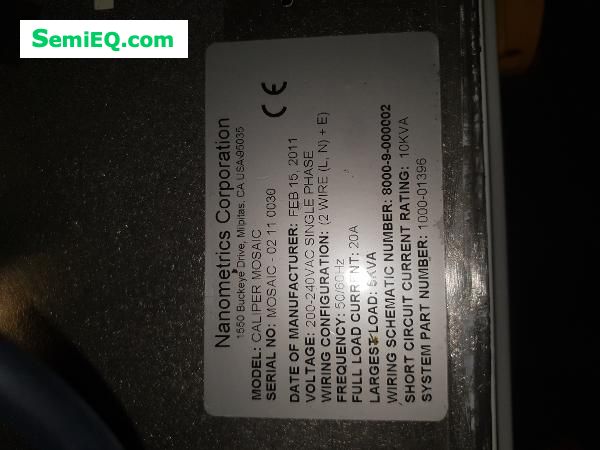 SemiEQ.com
Nanometrics Corporation
1550 Buckeye Drive, Milpitas, CA USA 95035
MODEL: CALIPER MOSAIC
SERIAL NO: MOSAIC - 02 11 0030
CE
DATE OF MANUFACTURER: FEB 15, 2011
VOLTAGE: 200-240VAC SINGLE PHASE
WIRING CONFIGURATION: (2 WIRE (L, N) + E)
FREQUENCY: 50/60Hz
FULL LOAD CURRENT: 20A
LARGEST LOAD: 5KVA
WIRING SCHEMATIC NUMBER: 8000-9-000002
SHORT CIRCUIT CURRENT RATING: 10KVA
SYSTEM PART NUMBER: 1000-01396